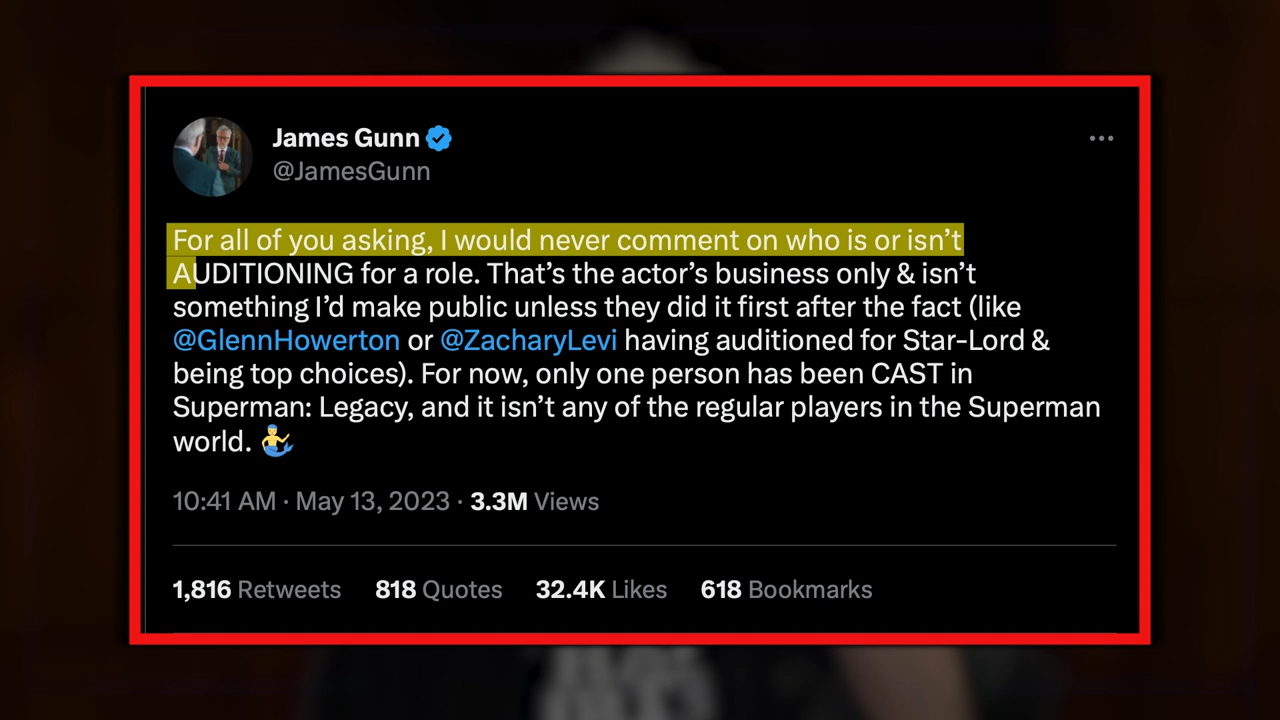 James Gunn
@JamesGunn
For all of you asking, I would never comment on who is or isn’t
AUDITIONING for a role. That’s the actor’s business only & isn’t
something I’d make public unless they did it first after the fact (like
@GlennHowerton or @ZacharyLevi having auditioned for Star-Lord &
being top choices). For now, only one person has been CAST in
Superman: Legacy, and it isn’t any of the regular players in the Superman
world. 🧜‍♂️
10:41 AM · May 13, 2023 · 3.3M Views
1,816 Retweets 818 Quotes 32.4K Likes 618 Bookmarks